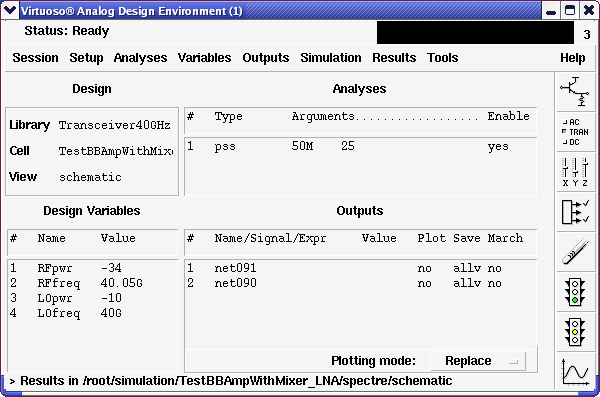 Virtuoso® Analog Design Environment (1)
Status: Ready
3
Session Setup Analyses Variables Outputs Simulation Results Tools Help
Design
Library Transceiver40GHz
Cell TestBBAmpWithMixe
View schematic
Analyses
# Type Arguments................... Enable
1 pss 50M 25 yes
Design Variables
# Name Value
1 RFpwr -34
2 RFfreq 40.05G
3 LOpwr -10
4 LOfreq 40G
Outputs
# Name/Signal/Expr Value Plot Save March
1 net091 no allv no
2 net090 no allv no
Plotting mode: Replace
> Results in /root/simulation/TestBBAmpWithMixer_LNA/spectre/schematic
AC
TRAN
DC
X Y Z